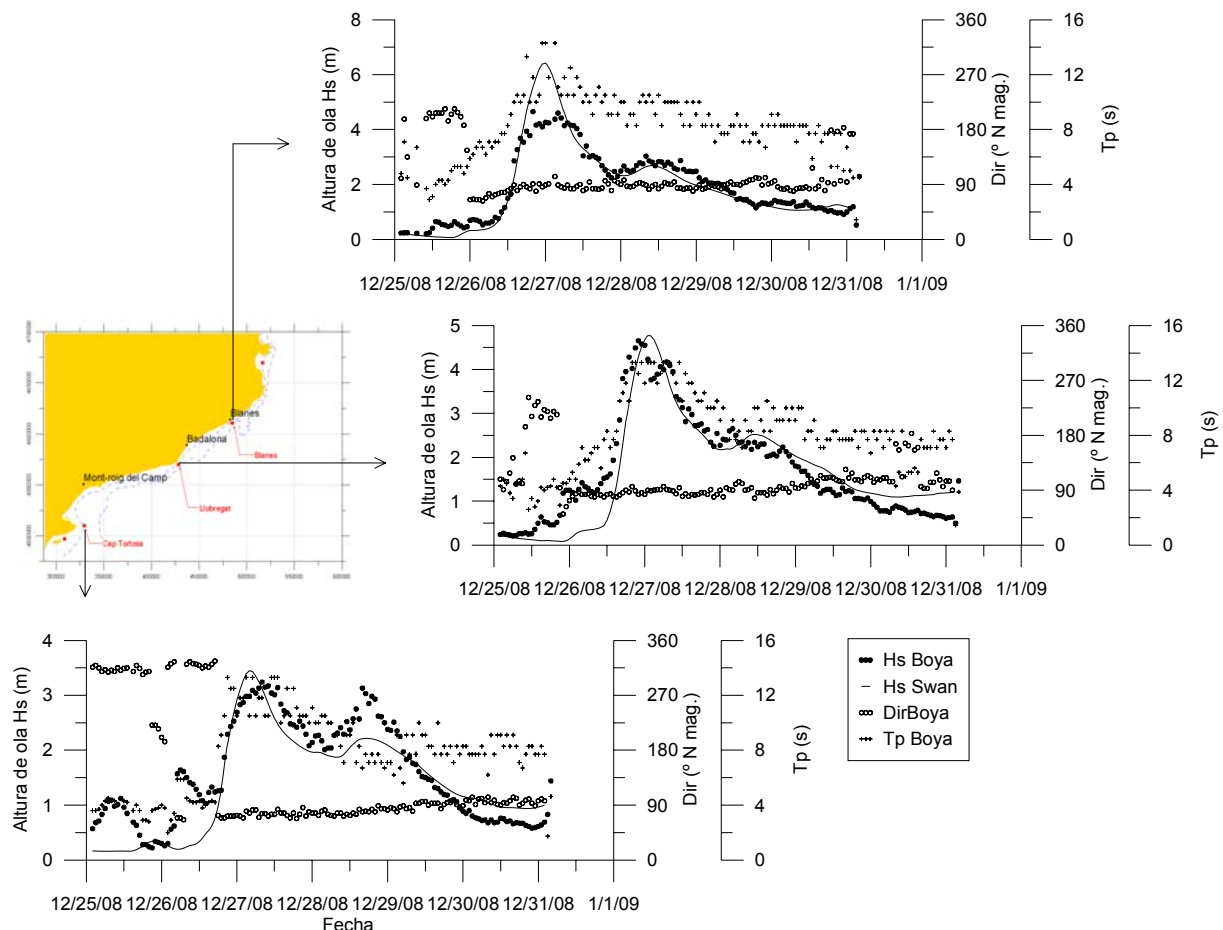 8
6
4
2
0
Altura de ola Hs (m)
360
270
180
90
0
Dir (º N mag.)
16
12
8
4
0
Tp (s)
12/25/08 12/26/08 12/27/08 12/28/08 12/29/08 12/30/08 12/31/08 1/1/09
Blanes
Badalona
Mont-roig del Camp
Blanes
Llobregat
Cap Tortosa
350000 400000 450000 500000 550000 600000
5
4
3
2
1
0
Altura de ola Hs (m)
360
270
180
90
0
Dir (º N mag.)
16
12
8
4
0
Tp (s)
12/25/08 12/26/08 12/27/08 12/28/08 12/29/08 12/30/08 12/31/08 1/1/09
4
3
2
1
0
Altura de ola Hs (m)
360
270
180
90
0
Dir (º N mag.)
16
12
8
4
0
Tp (s)
12/25/08 12/26/08 12/27/08 12/28/08 12/29/08 12/30/08 12/31/08 1/1/09
Fecha
Hs Boya
Hs Swan
DirBoya
Tp Boya